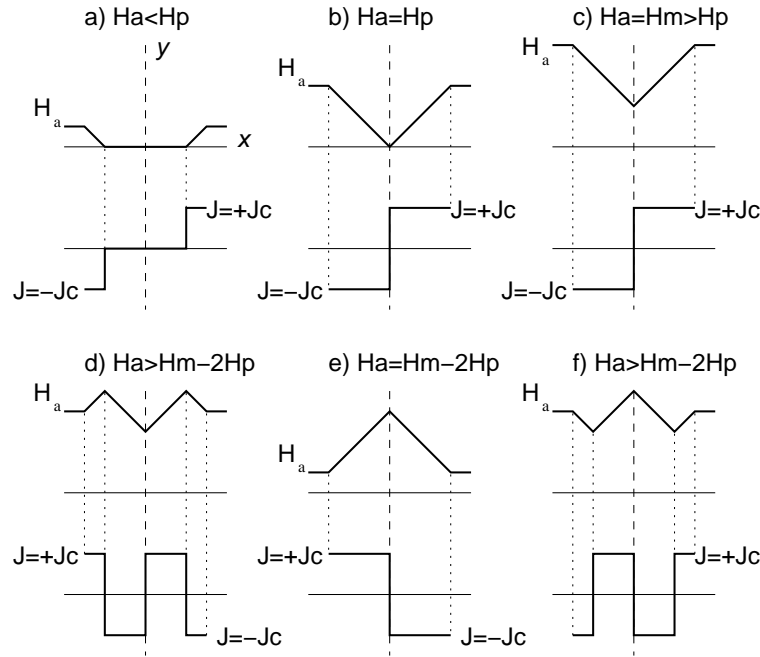 a) Ha<Hp
b) Ha=Hp
c) Ha=Hm>Hp
y
Ha
x
J=+Jc
J=−Jc
Ha
J=+Jc
J=−Jc
Ha
J=+Jc
J=−Jc
d) Ha>Hm−2Hp
e) Ha=Hm−2Hp
f) Ha>Hm−2Hp
Ha
J=+Jc
J=−Jc
Ha
J=+Jc
J=−Jc
Ha
J=+Jc